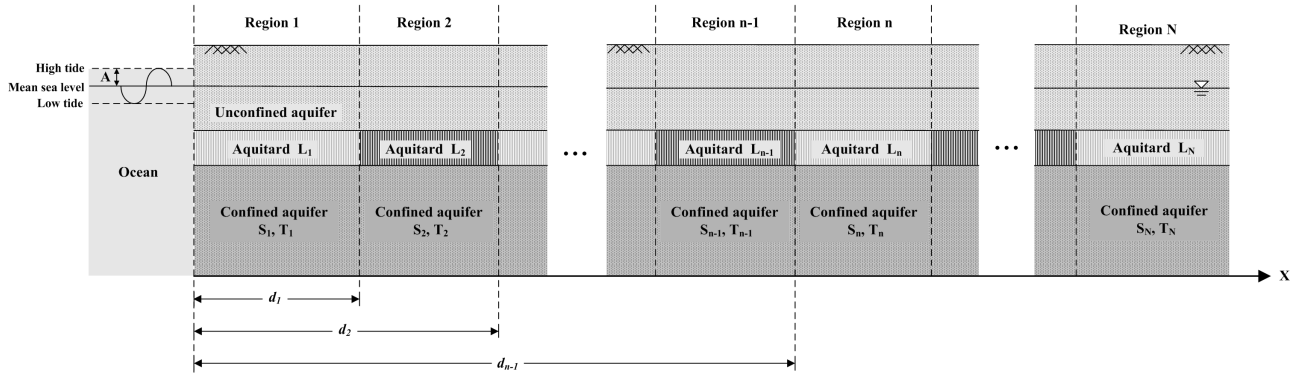 Region 1
Region 2
Region n-1
Region n
Region N
High tide
A
Mean sea level
Low tide
Unconfined aquifer
Aquitard L1
Aquitard L2
...
Aquitard Ln-1
Aquitard Ln
...
Aquitard LN
Ocean
Confined aquifer
S1, T1
Confined aquifer
S2, T2
Confined aquifer
Sn-1, Tn-1
Confined aquifer
Sn, Tn
Confined aquifer
SN, TN
X
d1
d2
dn-1